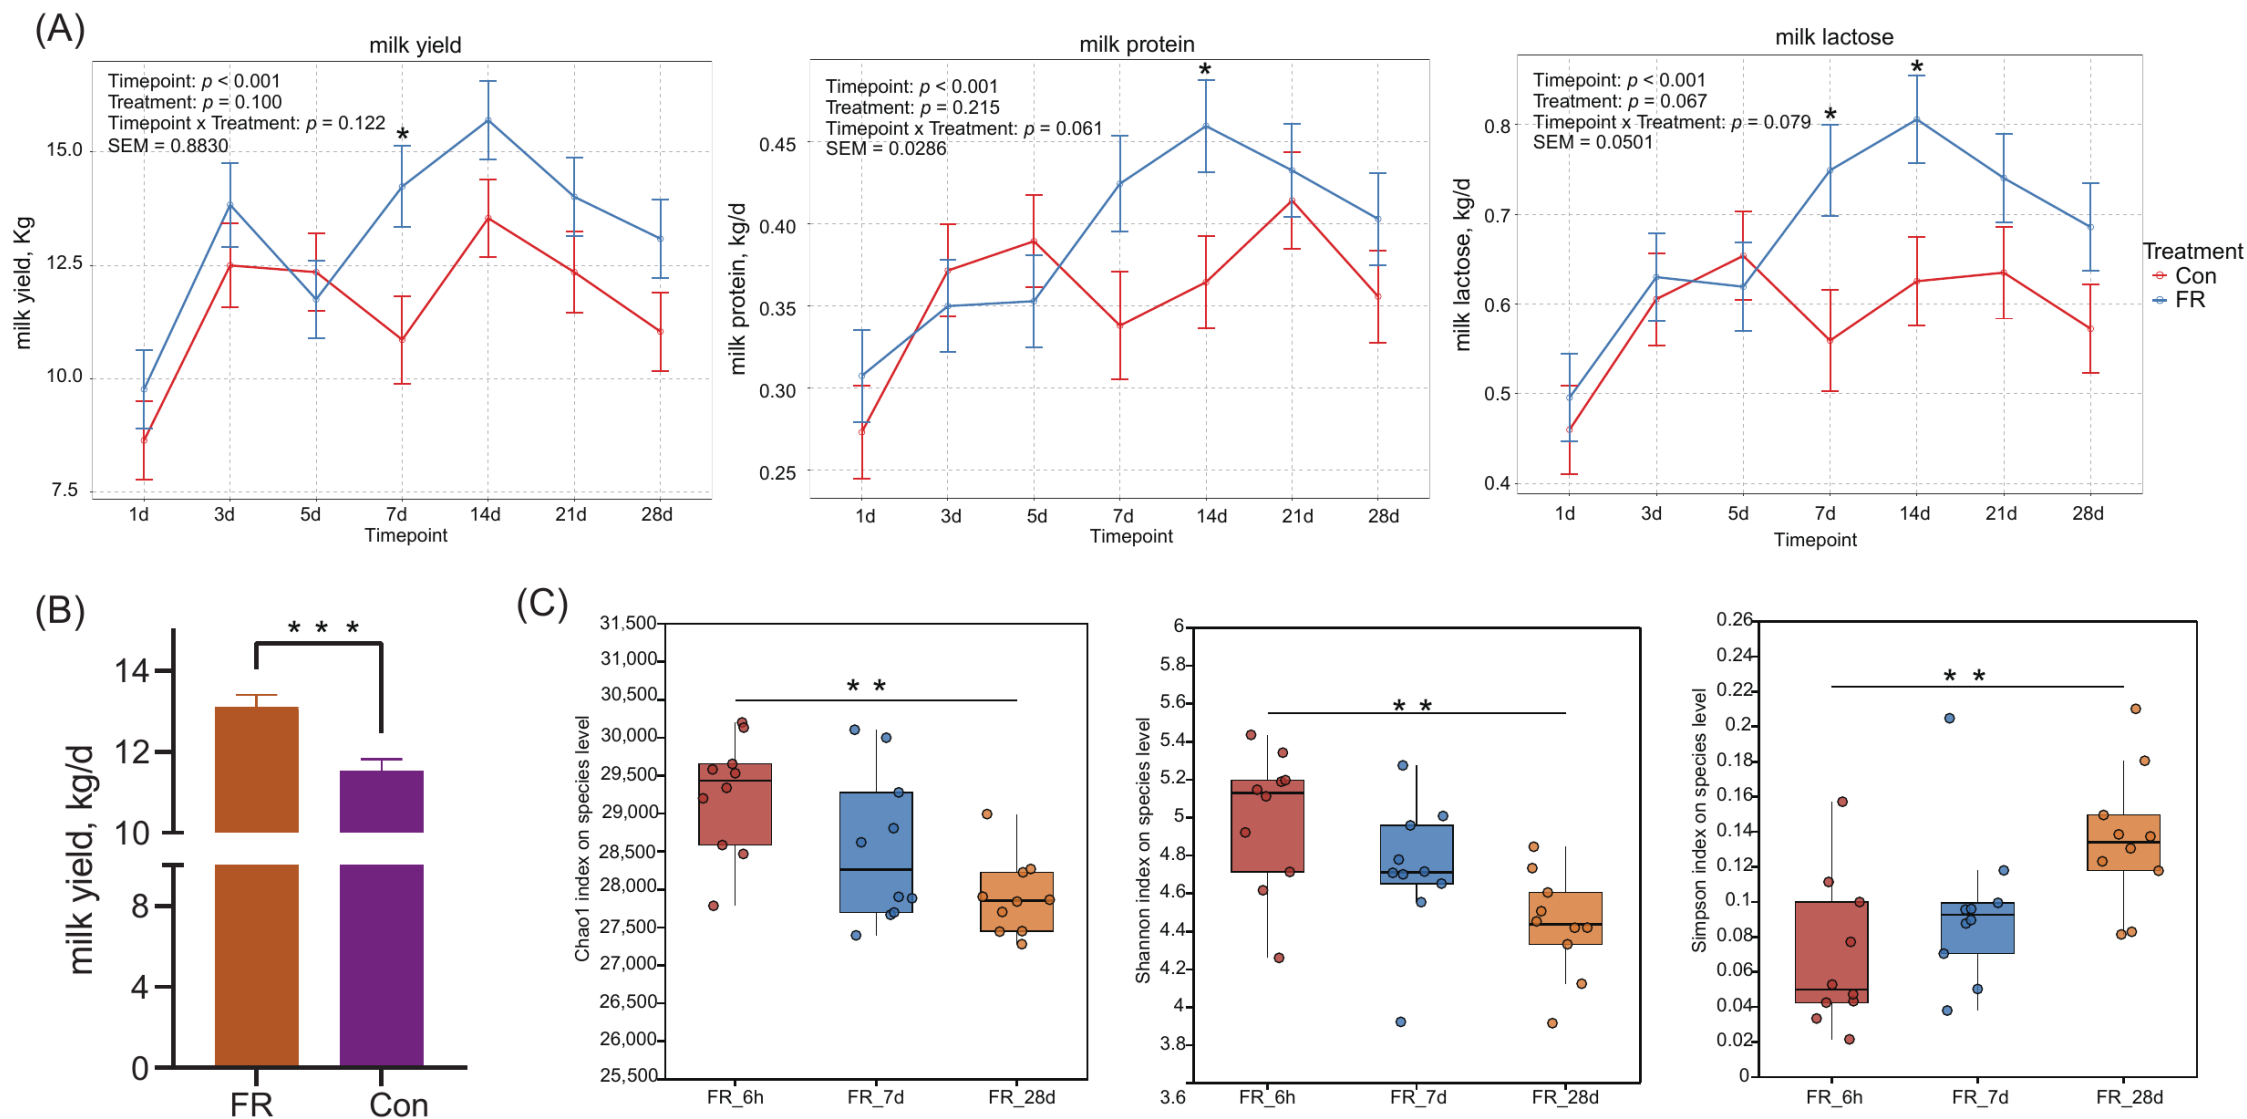 (A)
milk yield
Timepoint: p < 0.001
Treatment: p = 0.100
Timepoint x Treatment: p = 0.122
SEM = 0.8830
*
milk yield, Kg
15.0
12.5
10.0
7.5
1d 3d 5d 7d 14d 21d 28d
Timepoint
milk protein
Timepoint: p < 0.001
Treatment: p = 0.215
Timepoint x Treatment: p = 0.061
SEM = 0.0286
*
milk protein, kg/d
0.45
0.40
0.35
0.30
0.25
1d 3d 5d 7d 14d 21d 28d
Timepoint
milk lactose
Timepoint: p < 0.001
Treatment: p = 0.067
Timepoint x Treatment: p = 0.079
SEM = 0.0501
* *
milk lactose, kg/d
0.8
0.7
0.6
0.5
0.4
1d 3d 5d 7d 14d 21d 28d
Timepoint
Treatment
Con
FR
(B)
* * *
milk yield, kg/d
14
12
10
8
4
0
FR Con
(C)
Chao1 index on species level
31,500
31,000
30,500
30,000
29,500
29,000
28,500
28,000
27,500
27,000
26,500
26,000
25,500
* *
FR_6h FR_7d FR_28d
Shannon index on species level
6
5.8
5.6
5.4
5.2
5
4.8
4.6
4.4
4.2
4
3.8
3.6
* *
FR_6h FR_7d FR_28d
Simpson index on species level
0.26
0.24
0.22
0.2
0.18
0.16
0.14
0.12
0.1
0.08
0.06
0.04
0.02
0
* *
FR_6h FR_7d FR_28d